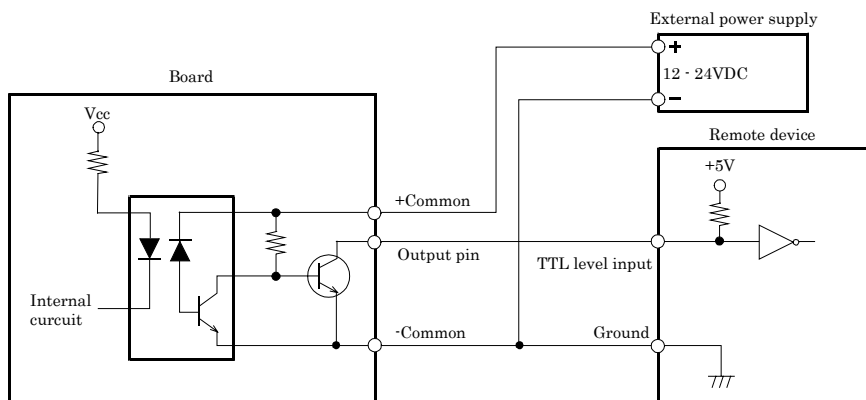 External power supply
+
12 - 24VDC
−
Board
Vcc
Remote device
+5V
+Common
Output pin
TTL level input
Internal
curcuit
-Common
Ground